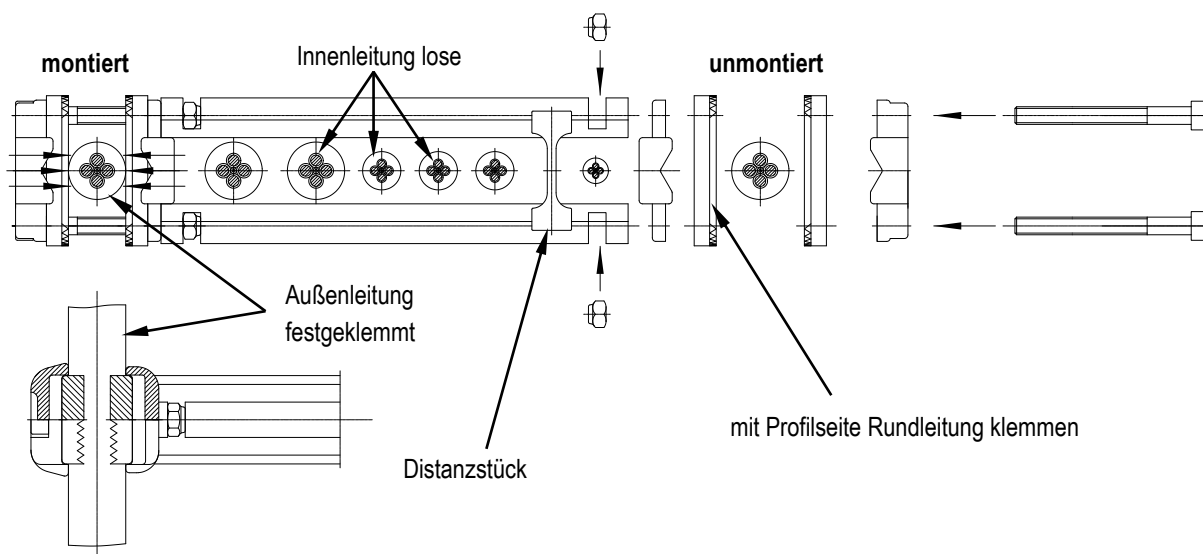 montiert
Innenleitung lose
unmontiert
Außenleitung
festgeklemmt
mit Profilseite Rundleitung klemmen
Distanzstück